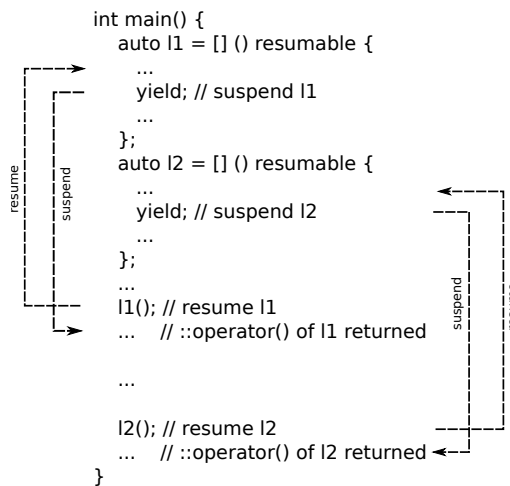 int main() {
auto l1 = [] () resumable {
...
yield; // suspend l1
...
};
auto l2 = [] () resumable {
...
yield; // suspend l2
...
};
...
l1(); // resume l1
... // ::operator() of l1 returned
...
l2(); // resume l2
... // ::operator() of l2 returned
}
resume
suspend
suspend
resume